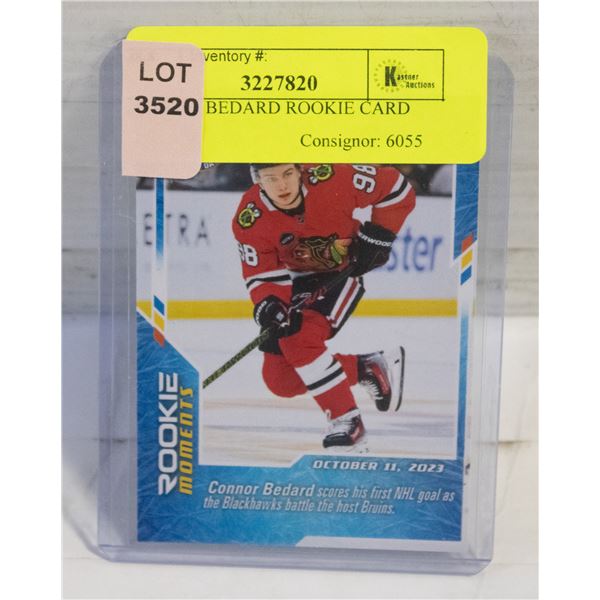 LOT
3520
ventory #:
3227820
Kastner
Auctions
BEDARD ROOKIE CARD
Consignor: 6055
98
ETRA
98
ster
ROOKIE
MOMENTS
OCTOBER 11, 2023
Connor Bedard scores his first NHL goal as
the Blackhawks battle the host Bruins.